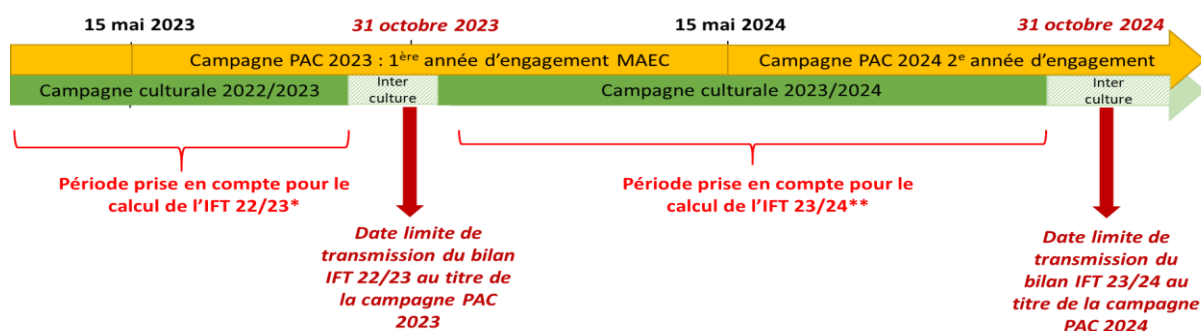 15 mai 2023
31 octobre 2023
15 mai 2024
31 octobre 2024
Campagne PAC 2023 : 1ère année d’engagement MAEC
Campagne PAC 2024 2e année d’engagement
Campagne culturale 2022/2023
Inter
culture
Campagne culturale 2023/2024
Inter
culture
Période prise en compte pour le
calcul de l’IFT 22/23*
Période prise en compte pour le
calcul de l’IFT 23/24**
Date limite de
transmission du bilan
IFT 22/23 au titre de
la campagne PAC
2023
Date limite de
transmission du
bilan IFT 23/24 au
titre de la campagne
PAC 2024